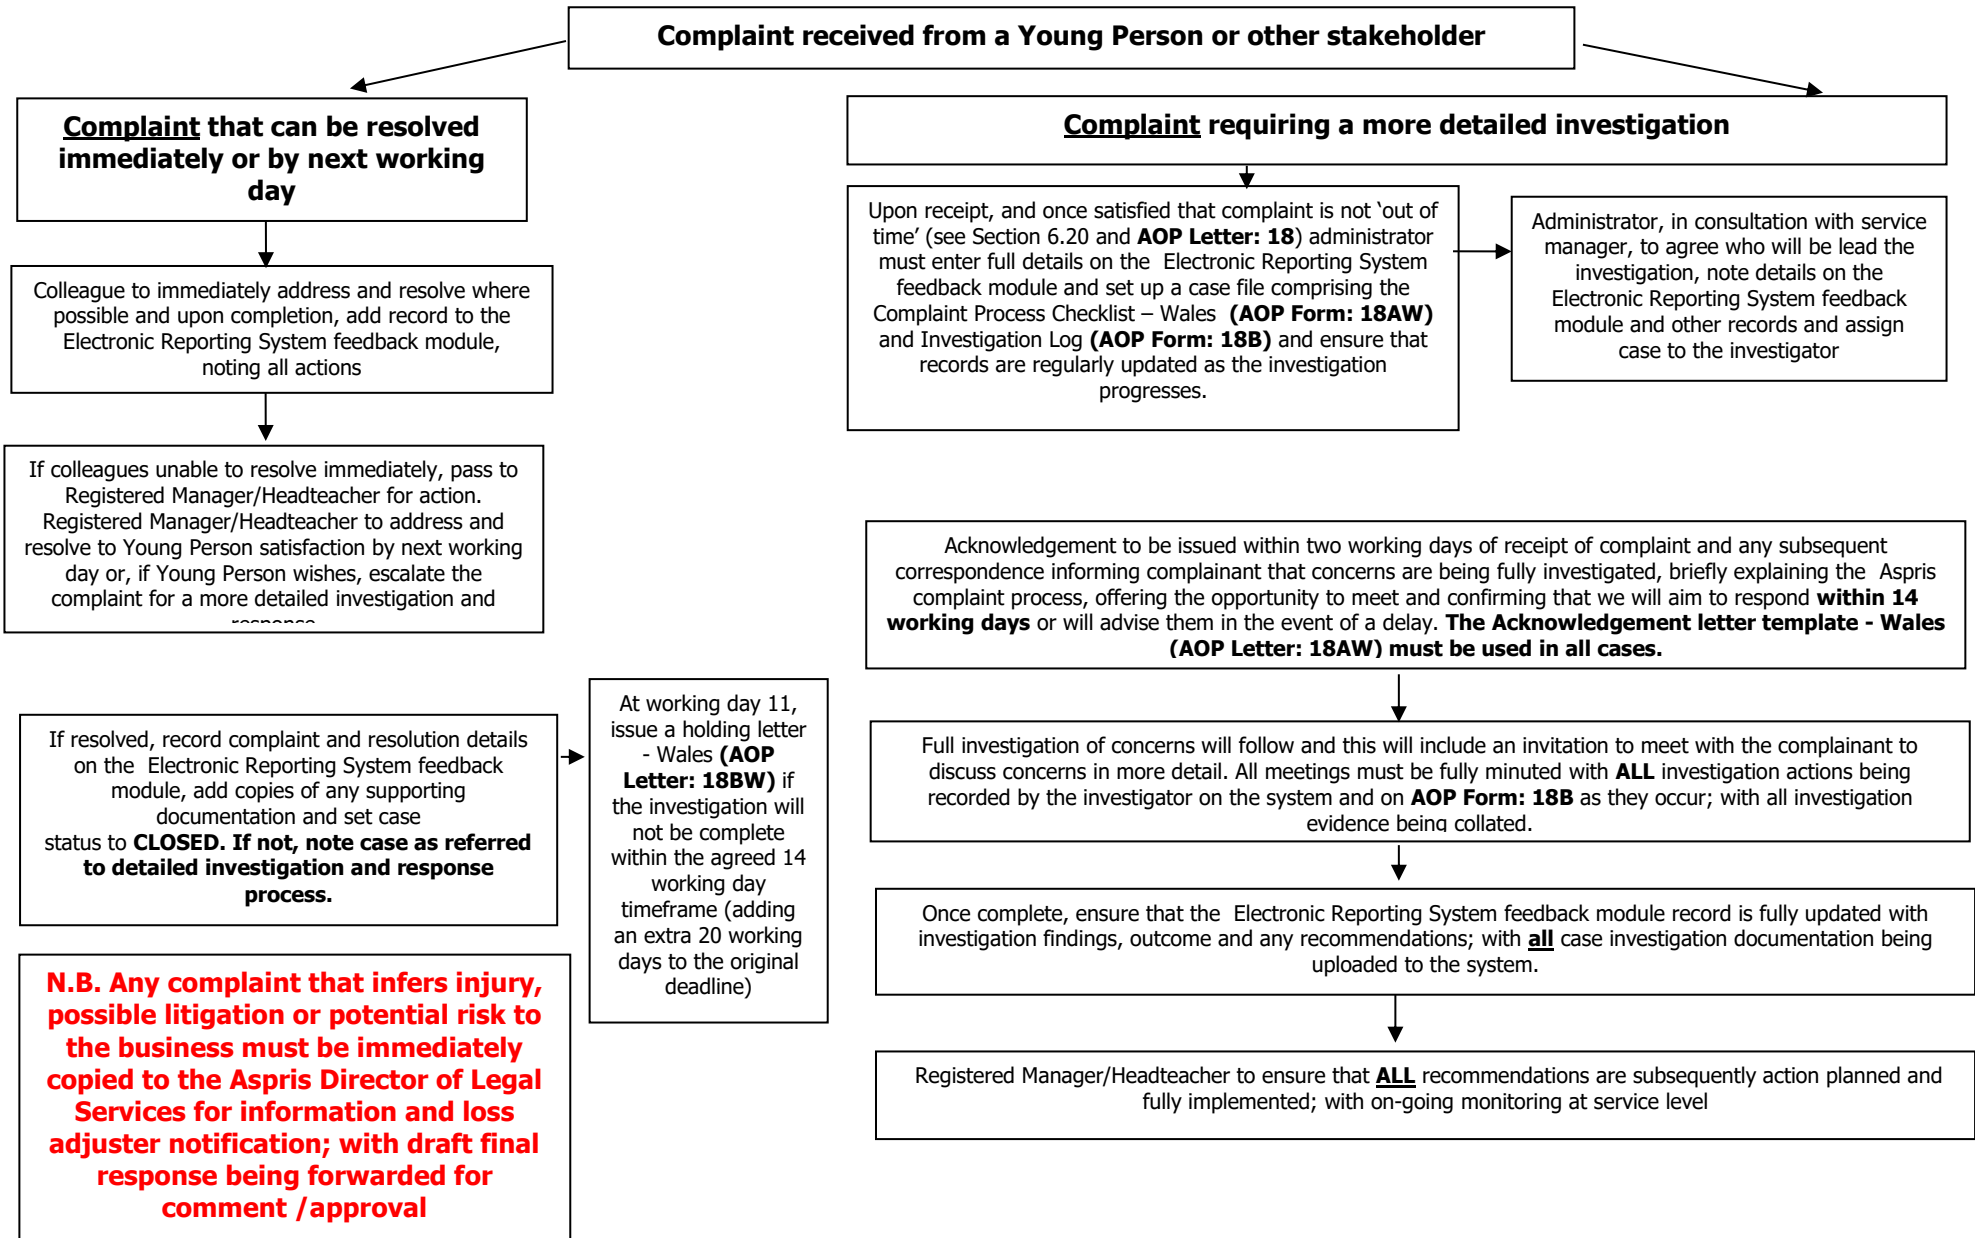 Complaint received from a Young Person or other stakeholder
Complaint that can be resolved
immediately or by next working
day
Colleague to immediately address and resolve where
possible and upon completion, add record to the
Electronic Reporting System feedback module,
noting all actions
If colleagues unable to resolve immediately, pass to
Registered Manager/Headteacher for action.
Registered Manager/Headteacher to address and
resolve to Young Person satisfaction by next working
day or, if Young Person wishes, escalate the
complaint for a more detailed investigation and
response
If resolved, record complaint and resolution details
on the Electronic Reporting System feedback
module, add copies of any supporting
documentation and set case
status to CLOSED. If not, note case as referred
to detailed investigation and response
process.
N.B. Any complaint that infers injury,
possible litigation or potential risk to
the business must be immediately
copied to the Aspris Director of Legal
Services for information and loss
adjuster notification; with draft final
response being forwarded for
comment /approval
At working day 11,
issue a holding letter
- Wales (AOP
Letter: 18BW) if
the investigation will
not be complete
within the agreed 14
working day
timeframe (adding
an extra 20 working
days to the original
deadline)
Complaint requiring a more detailed investigation
Upon receipt, and once satisfied that complaint is not ‘out of
time’ (see Section 6.20 and AOP Letter: 18) administrator
must enter full details on the Electronic Reporting System
feedback module and set up a case file comprising the
Complaint Process Checklist – Wales (AOP Form: 18AW)
and Investigation Log (AOP Form: 18B) and ensure that
records are regularly updated as the investigation
progresses.
Administrator, in consultation with service
manager, to agree who will be lead the
investigation, note details on the
Electronic Reporting System feedback
module and other records and assign
case to the investigator
Acknowledgement to be issued within two working days of receipt of complaint and any subsequent
correspondence informing complainant that concerns are being fully investigated, briefly explaining the Aspris
complaint process, offering the opportunity to meet and confirming that we will aim to respond within 14
working days or will advise them in the event of a delay. The Acknowledgement letter template - Wales
(AOP Letter: 18AW) must be used in all cases.
Full investigation of concerns will follow and this will include an invitation to meet with the complainant to
discuss concerns in more detail. All meetings must be fully minuted with ALL investigation actions being
recorded by the investigator on the system and on AOP Form: 18B as they occur; with all investigation
evidence being collated.
Once complete, ensure that the Electronic Reporting System feedback module record is fully updated with
investigation findings, outcome and any recommendations; with all case investigation documentation being
uploaded to the system.
Registered Manager/Headteacher to ensure that ALL recommendations are subsequently action planned and
fully implemented; with on-going monitoring at service level